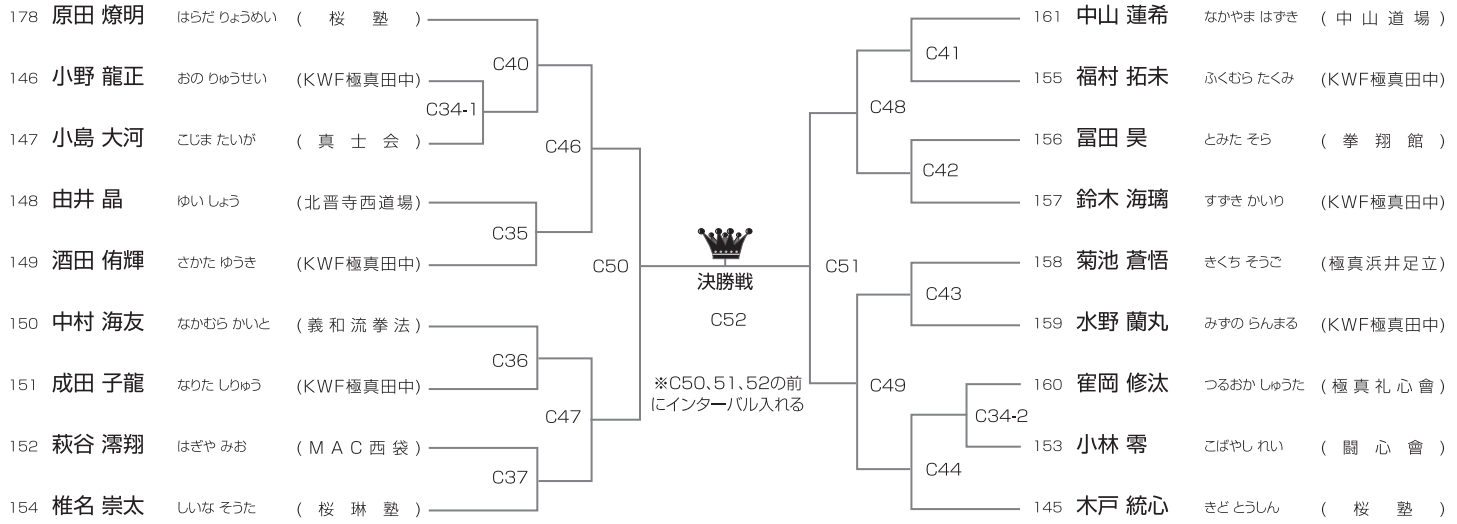 178 原田 燎明 はらだ りょうめい ( 桜 塾 )
146 小野 龍正 おの りゅうせい (KWF極真田中)
147 小島 大河 こじま たいが ( 真 士 会 )
148 由井 晶 ゆい しょう (北晋寺西道場)
149 酒田 侑輝 さかた ゆうき (KWF極真田中)
150 中村 海友 なかむら かいと (義和流拳法)
151 成田 子龍 なりた しりゅう (KWF極真田中)
152 萩谷 澪翔 はぎや みお (MAC西袋)
154 椎名 崇太 しいな そうた ( 桜 琳 塾 )
C40
C34-1
C46
C35
C50
C36
C47
C37
決勝戦
C52
※C50、51、52の前
にインターバル入れる
C41
C48
C42
C51
C43
C49
C34-2
C44
161 中山 蓮希 なかやま はずき (中山道場)
155 福村 拓未 ふくむら たくみ (KWF極真田中)
156 冨田 昊 とみた そら ( 拳 翔 館 )
157 鈴木 海璃 すずき かいり (KWF極真田中)
158 菊池 蒼悟 きくち そうご (極真浜井足立)
159 水野 蘭丸 みずの らんまる (KWF極真田中)
160 寉岡 修汰 つるおか しゅうた (極真礼心會)
153 小林 零 こばやし れい ( 闘 心 會 )
145 木戸 統心 きど とうしん ( 桜 塾 )